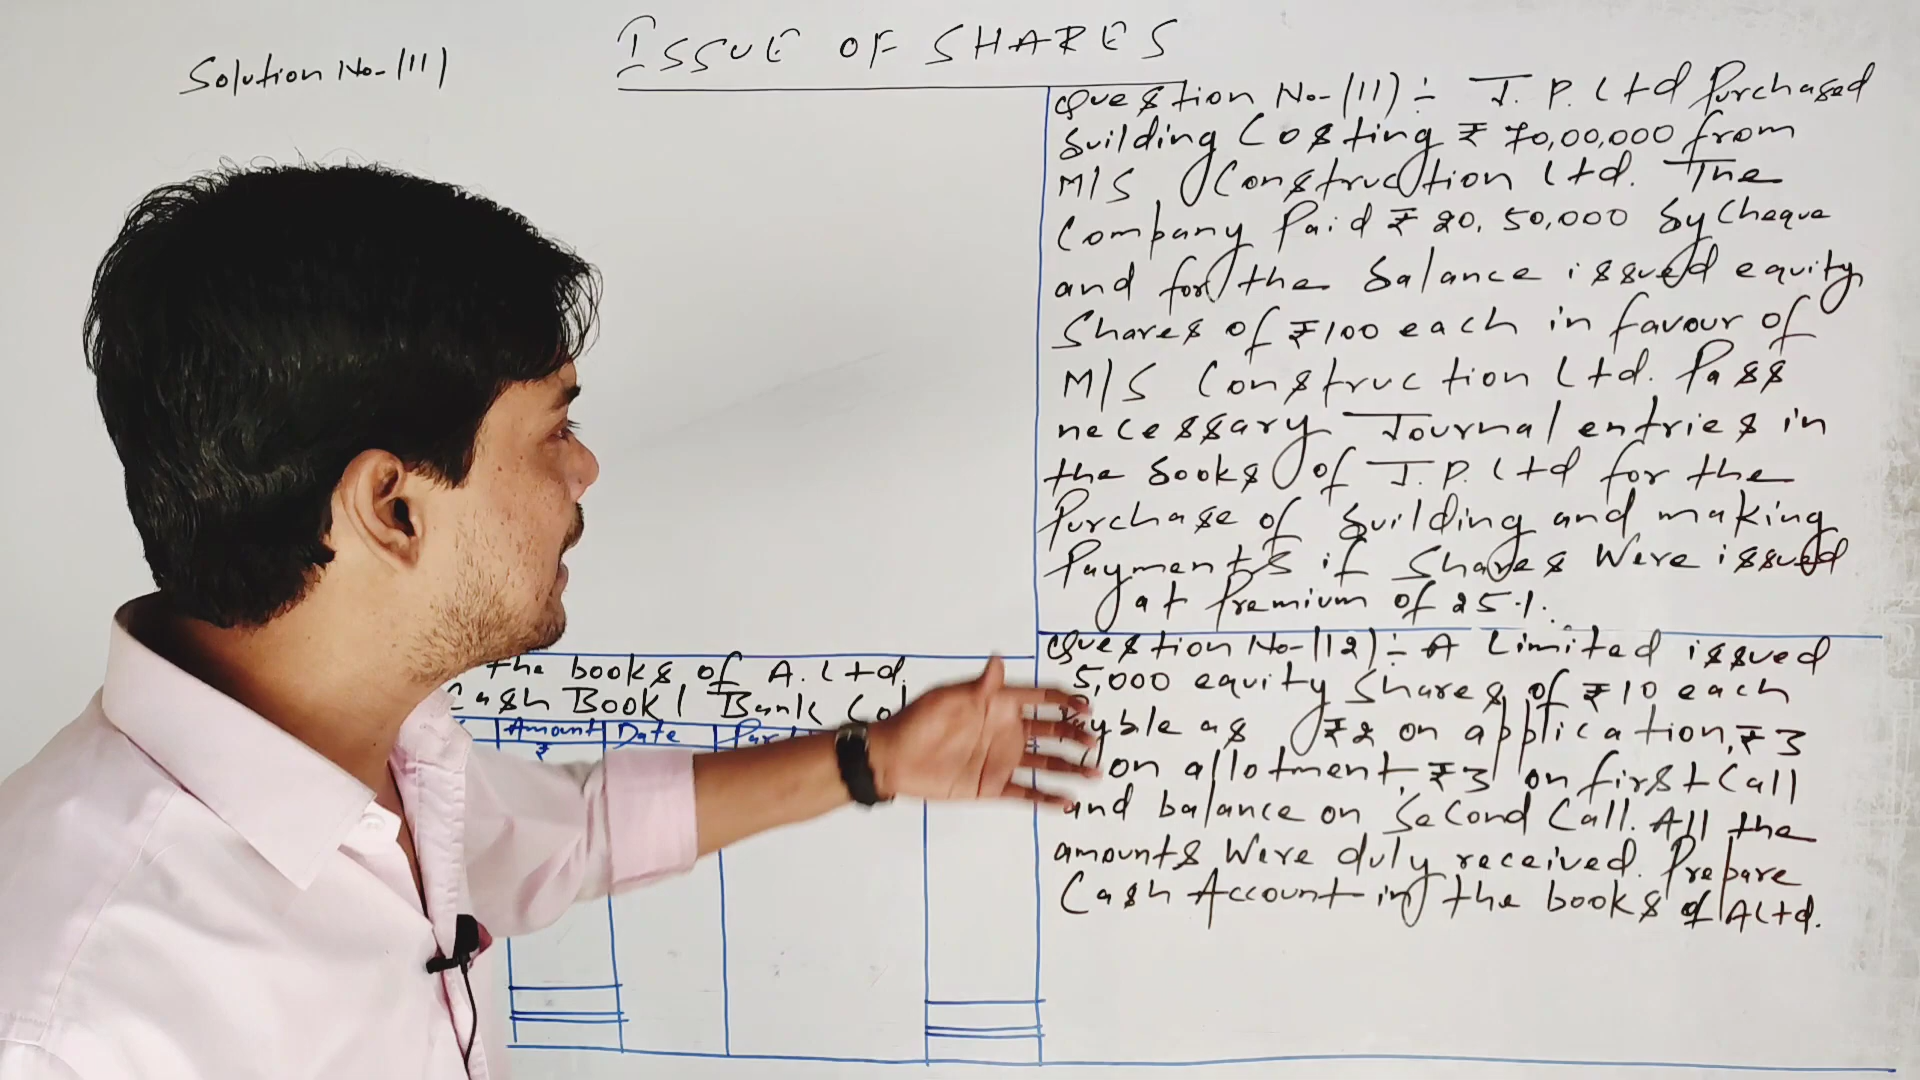 Solution No-(11)
ISSUE OF SHARES
Question No-(11) :- J.P. Ltd Purchased
building Costing ₹ 70,00,000 from
M/S Construction Ltd. The
Company Paid ₹ 20,50,000 by Cheque
and for the balance issued equity
Shares of ₹100 each in favour of
M/S Construction Ltd. Pass
necessary Journal entries in
the books of J.P. Ltd for the
Purchase of building and making
Payments if Shares Were issued
at Premium of 25%.
Question No-(12) :- A Limited issued
5,000 equity Shares of ₹10 each
as ₹2 on application, ₹3
on allotment, ₹3 on first Call
and balance on Second Call. All the
amounts Were duly received. Prepare
Cash Account in the books of A Ltd.
the books of A. Ltd.
Cash Book | Bank
Amount Date
₹